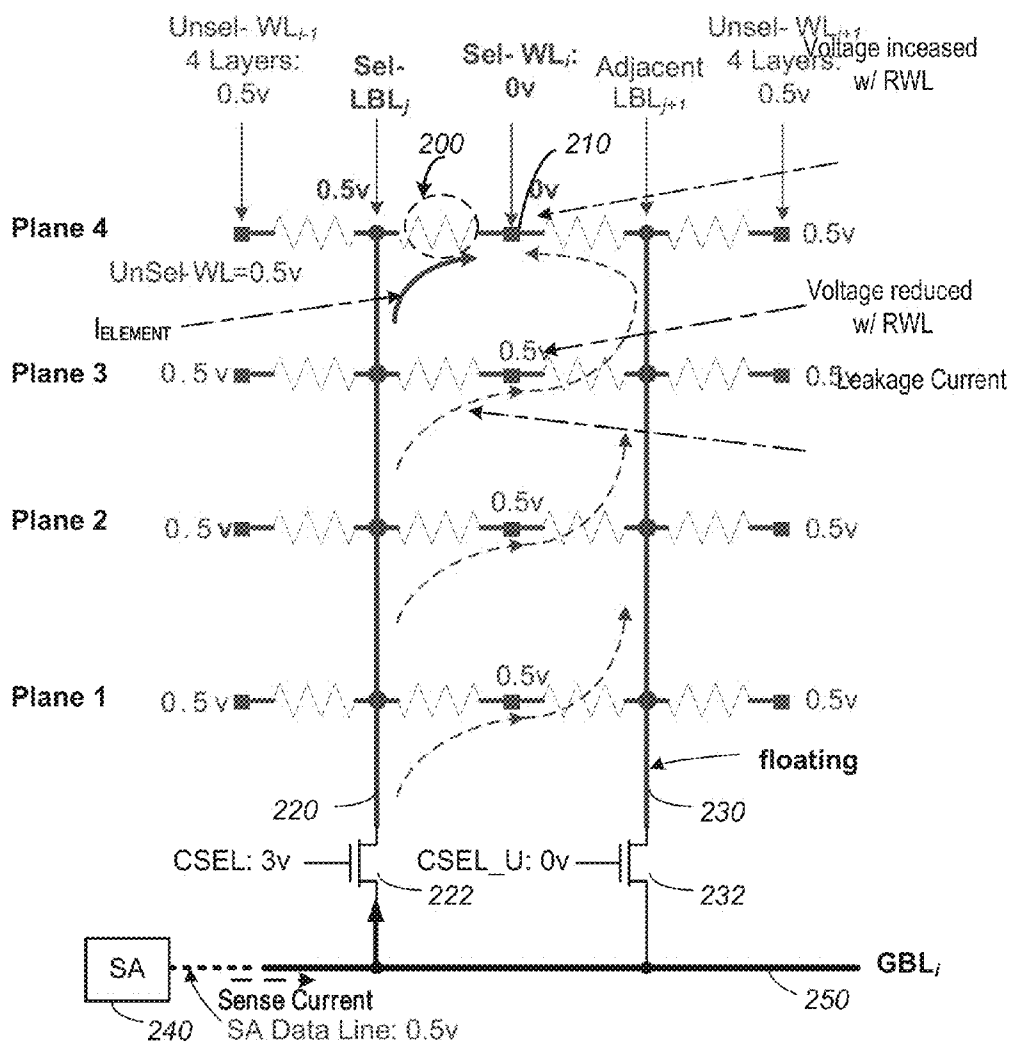 Unsel- WLi-1
4 Layers:
0.5v
Sel-
LBLj
Sel- WLi:
0v
Adjacent
LBLj+1
Unsel- WLi+1
4 Layers:
0.5v
Voltage inceased
w/ RWL
200
210
0.5v
0v
Plane 4
0.5v
UnSel-WL=0.5v
IELEMENT
Voltage reduced
w/ RWL
Plane 3
0.5v
0.5v
0.5v
Leakage Current
Plane 2
0.5v
0.5v
0.5v
Plane 1
0.5v
0.5v
0.5v
floating
220
230
CSEL: 3v
CSEL_U: 0v
222
232
SA
GBLi
Sense Current
250
240
SA Data Line: 0.5v